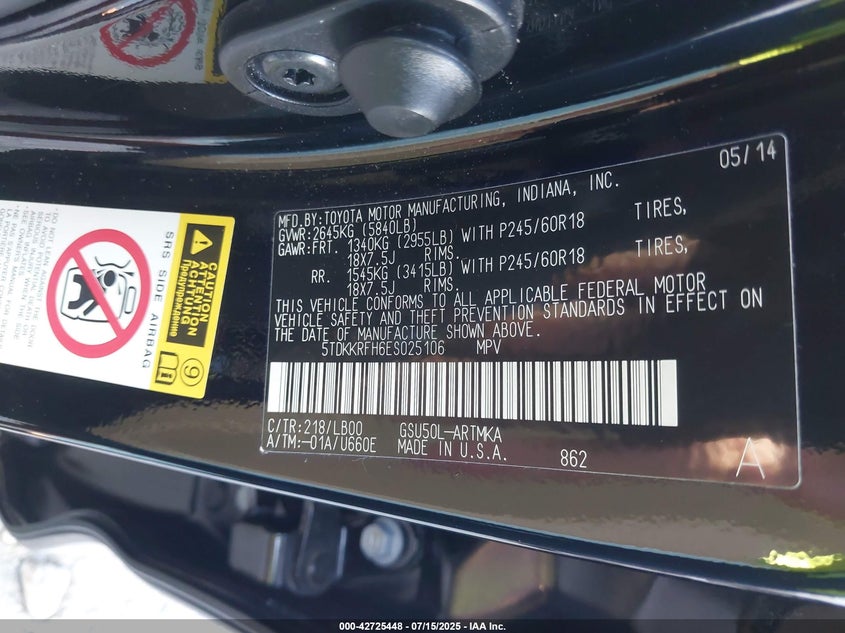 05/14
MFD.BY:TOYOTA MOTOR MANUFACTURING, INDIANA, INC.
GVWR:2645KG (5840LB)
GAWR:FRT. 1340KG (2955LB) WITH P245/60R18 TIRES,
18X7.5J RIMS.
RR. 1545KG (3415LB) WITH P245/60R18 TIRES,
18X7.5J RIMS.
THIS VEHICLE CONFORMS TO ALL APPLICABLE FEDERAL MOTOR
VEHICLE SAFETY AND THEFT PREVENTION STANDARDS IN EFFECT ON
THE DATE OF MANUFACTURE SHOWN ABOVE.
5TDKKRFH6ES025106 MPV
C/TR:218/LB00 GSU50L-ARTMKA
A/TM:-01A/U660E MADE IN U.S.A. 862
A
CAUTION
ATTENTION
ACHTUNG
Предупреждение
9
SRS SIDE AIRBAG
000-42725448 - 07/15/2025 - IAA Inc.